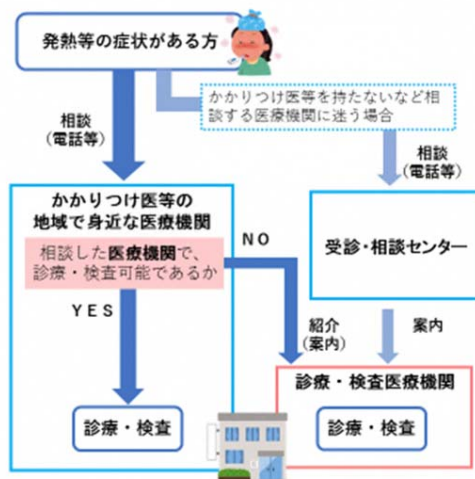 発熱等の症状がある方
かかりつけ医等を持たないなど相
談する医療機関に迷う場合
相談
(電話等)
相談
(電話等)
かかりつけ医等の
地域で身近な医療機関
相談した医療機関で、
診療・検査可能であるか
NO
受診・相談センター
YES
紹介
(案内)
案内
診療・検査医療機関
診療・検査
診療・検査